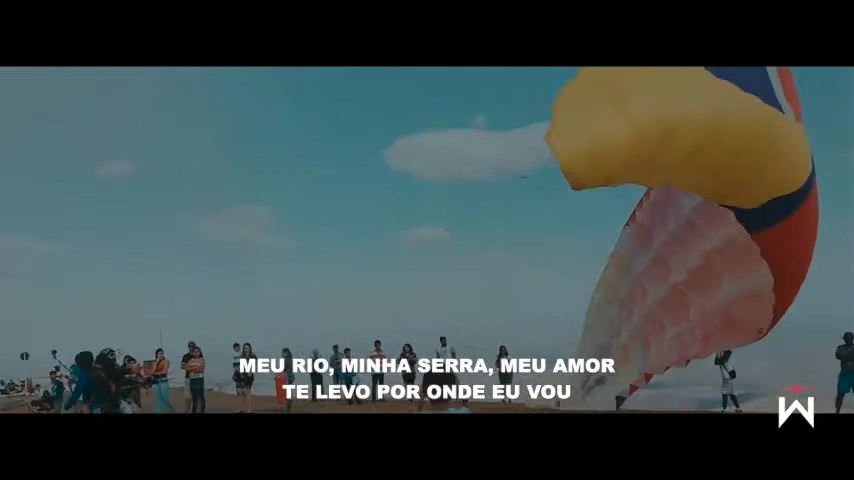 MEU RIO, MINHA SERRA, MEU AMOR
TE LEVO POR ONDE EU VOU
W